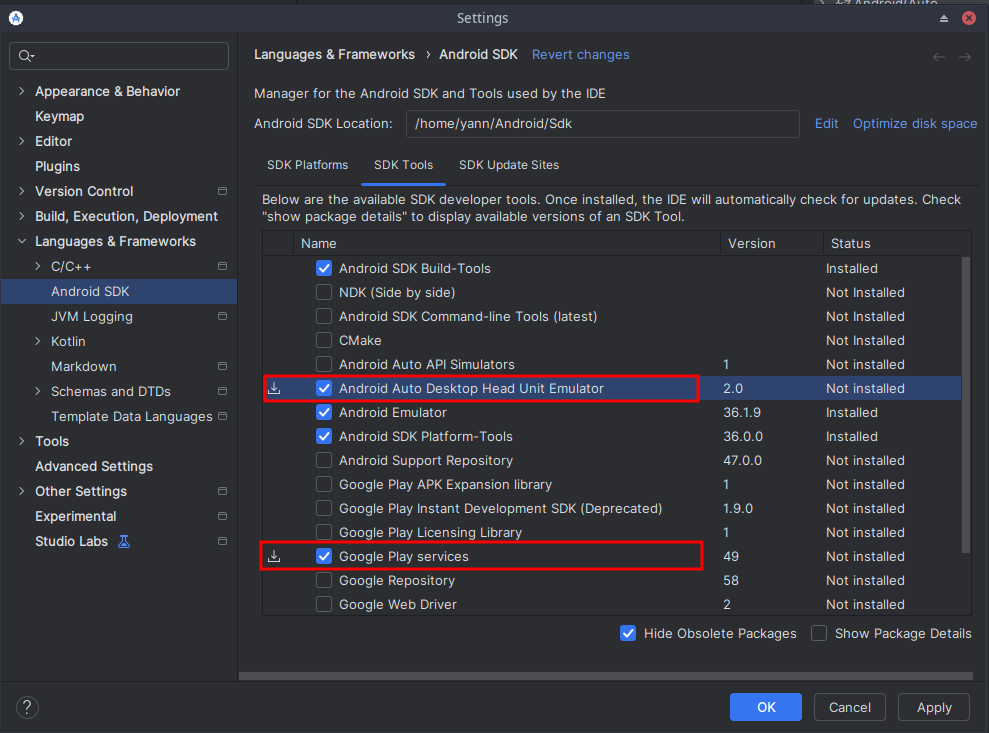 Settings
Languages & Frameworks › Android SDK Revert changes
Appearance & Behavior
Keymap
Editor
Plugins
Version Control
Build, Execution, Deployment
Languages & Frameworks
C/C++
Android SDK
JVM Logging
Kotlin
Markdown
Schemas and DTDs
Template Data Languages
Tools
Advanced Settings
Other Settings
Experimental
Studio Labs
Manager for the Android SDK and Tools used by the IDE
Android SDK Location: /home/yann/Android/Sdk Edit Optimize disk space
SDK Platforms SDK Tools SDK Update Sites
Below are the available SDK developer tools. Once installed, the IDE will automatically check for updates. Check
"show package details" to display available versions of an SDK Tool.
Name Version Status
Android SDK Build-Tools Installed
NDK (Side by side) Not Installed
Android SDK Command-line Tools (latest) Not Installed
CMake Not Installed
Android Auto API Simulators 1 Not installed
Android Auto Desktop Head Unit Emulator 2.0 Not installed
Android Emulator 36.1.9 Installed
Android SDK Platform-Tools 36.0.0 Installed
Android Support Repository 47.0.0 Not installed
Google Play APK Expansion library 1 Not installed
Google Play Instant Development SDK (Deprecated) 1.9.0 Not installed
Google Play Licensing Library 1 Not installed
Google Play services 49 Not installed
Google Repository 58 Not installed
Google Web Driver 2 Not installed
Hide Obsolete Packages Show Package Details
? OK Cancel Apply